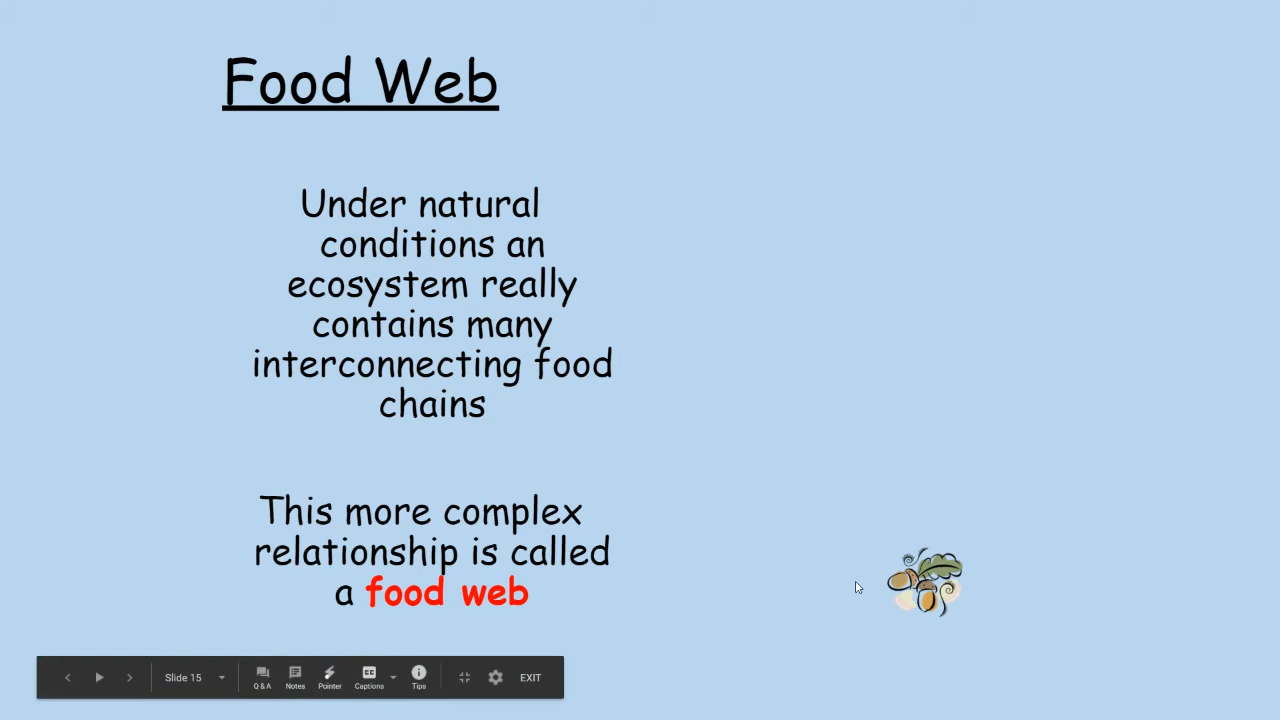 Food Web
Under natural
conditions an
ecosystem really
contains many
interconnecting food
chains
This more complex
relationship is called
a food web
Slide 15
Q & A
Notes
Pointer
CC
Captions
Tips
EXIT